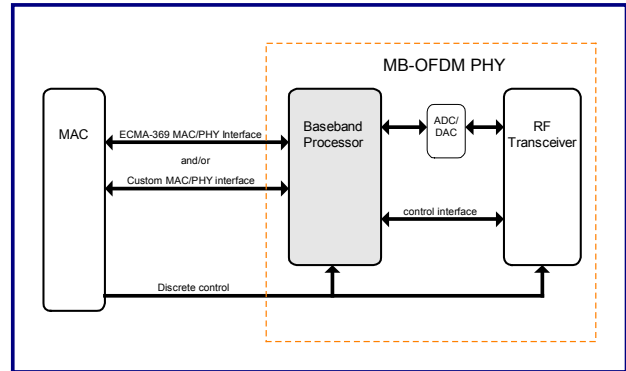 MB-OFDM PHY
MAC
ECMA-369 MAC/PHY Interface
and/or
Custom MAC/PHY interface
Baseband
Processor
ADC/
DAC
RF
Transceiver
control interface
Discrete control